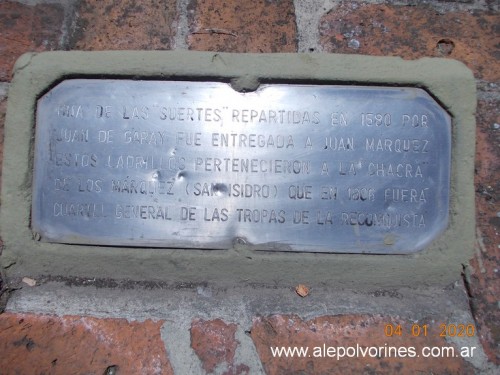 UNA DE LAS "SUERTES" REPARTIDAS EN 1580 POR
JUAN DE GARAY FUE ENTREGADA A JUAN MARQUEZ
ESTOS LADRILLOS PERTENECIERON A LA CHACRA
DE LOS MÁRQUEZ (SAN ISIDRO) QUE EN 1806 FUERA
CUARTEL GENERAL DE LAS TROPAS DE LA RECONQUISTA
04 01 2020
www.alepolvorines.com.ar